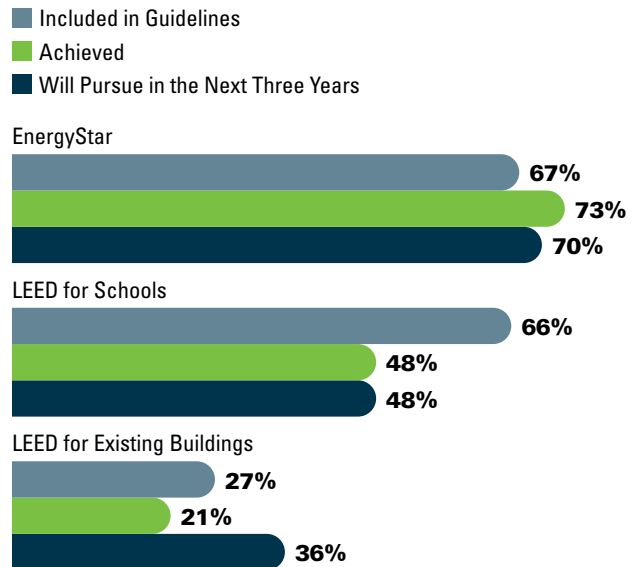 Included in Guidelines
Achieved
Will Pursue in the Next Three Years
EnergyStar
67%
73%
70%
LEED for Schools
66%
48%
48%
LEED for Existing Buildings
27%
21%
36%